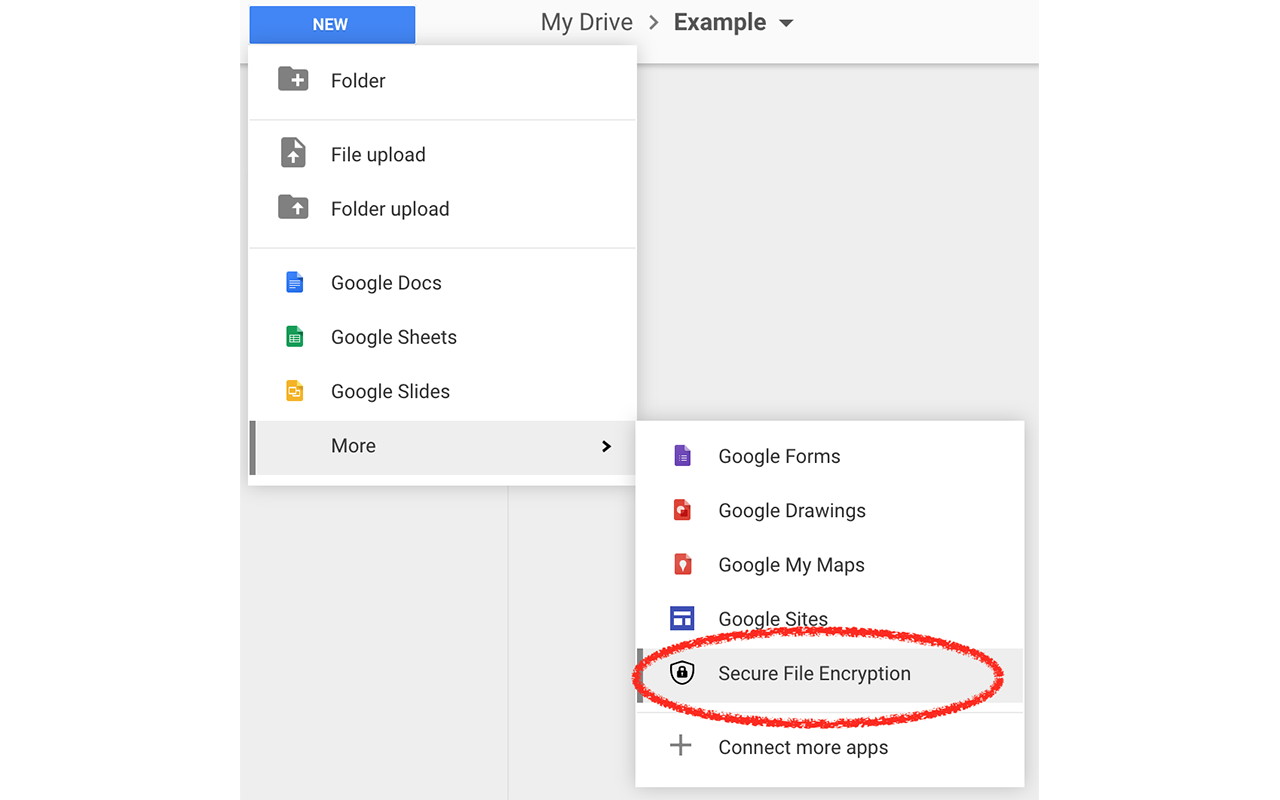 NEW
My Drive > Example
Folder
File upload
Folder upload
Google Docs
Google Sheets
Google Slides
More
Google Forms
Google Drawings
Google My Maps
Google Sites
Secure File Encryption
Connect more apps